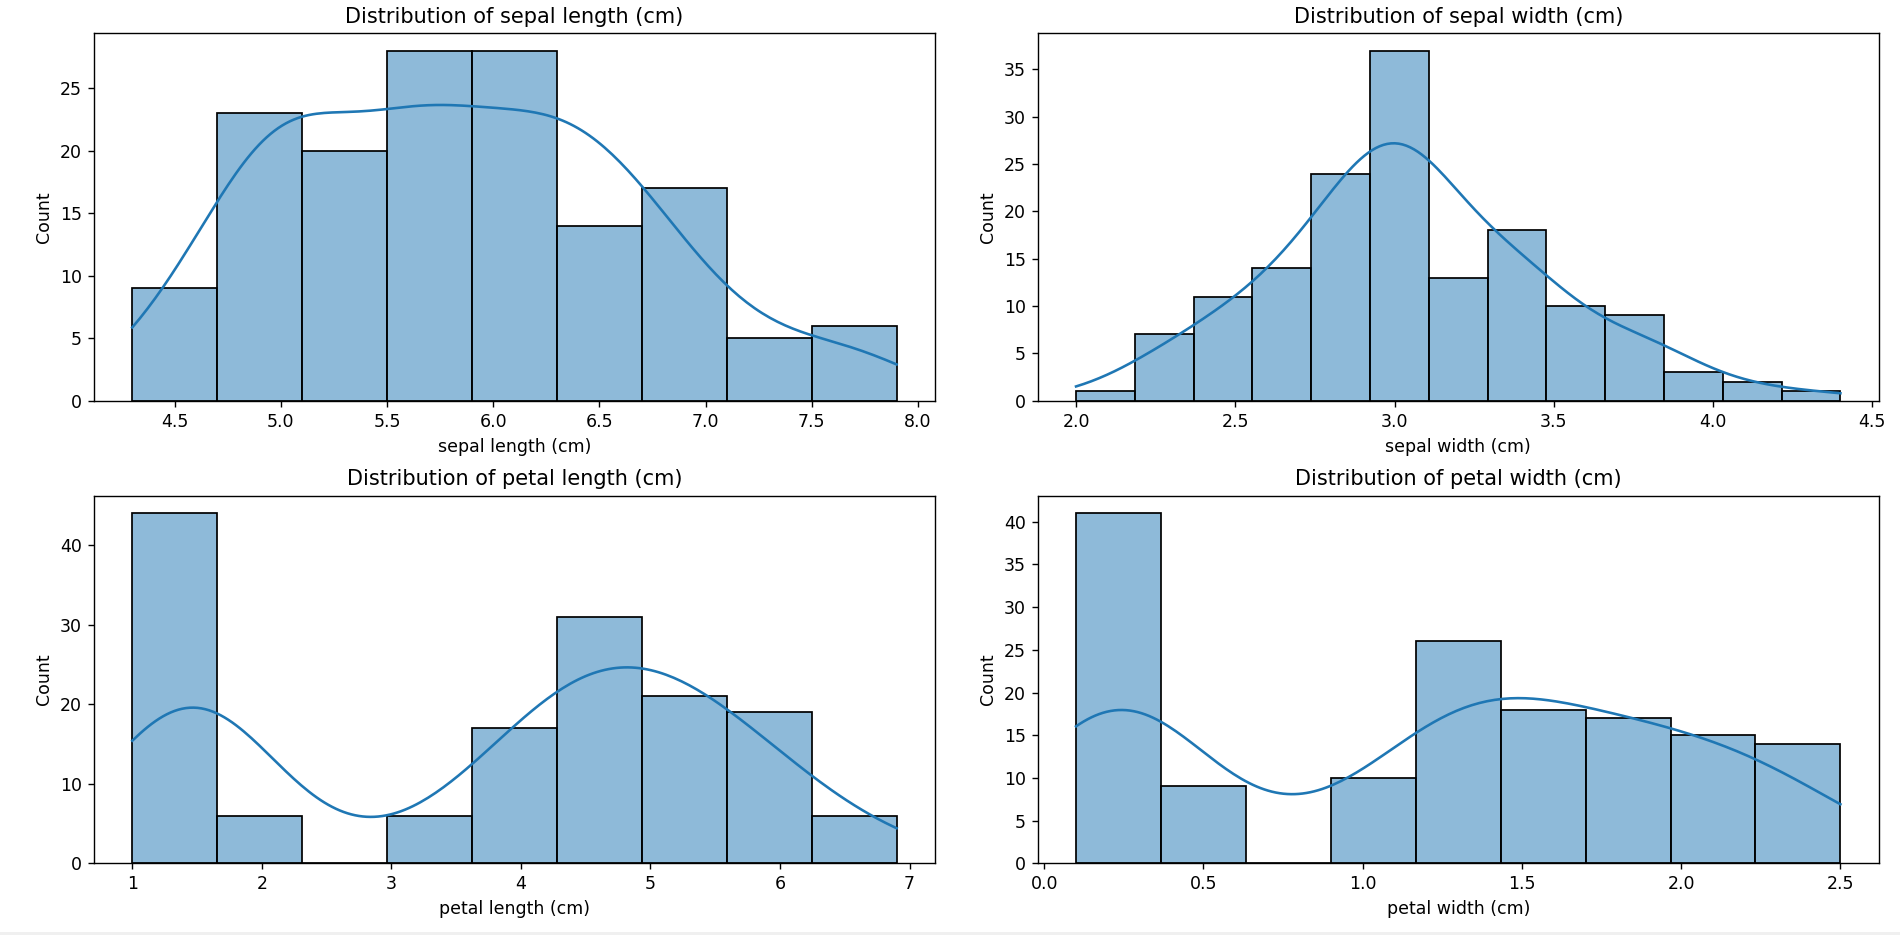 Distribution of sepal length (cm)
Count
25
20
15
10
5
0
4.5 5.0 5.5 6.0 6.5 7.0 7.5 8.0
sepal length (cm)
Distribution of sepal width (cm)
Count
35
30
25
20
15
10
5
0
2.0 2.5 3.0 3.5 4.0 4.5
sepal width (cm)
Distribution of petal length (cm)
Count
40
30
20
10
0
1 2 3 4 5 6 7
petal length (cm)
Distribution of petal width (cm)
Count
40
35
30
25
20
15
10
5
0
0.0 0.5 1.0 1.5 2.0 2.5
petal width (cm)